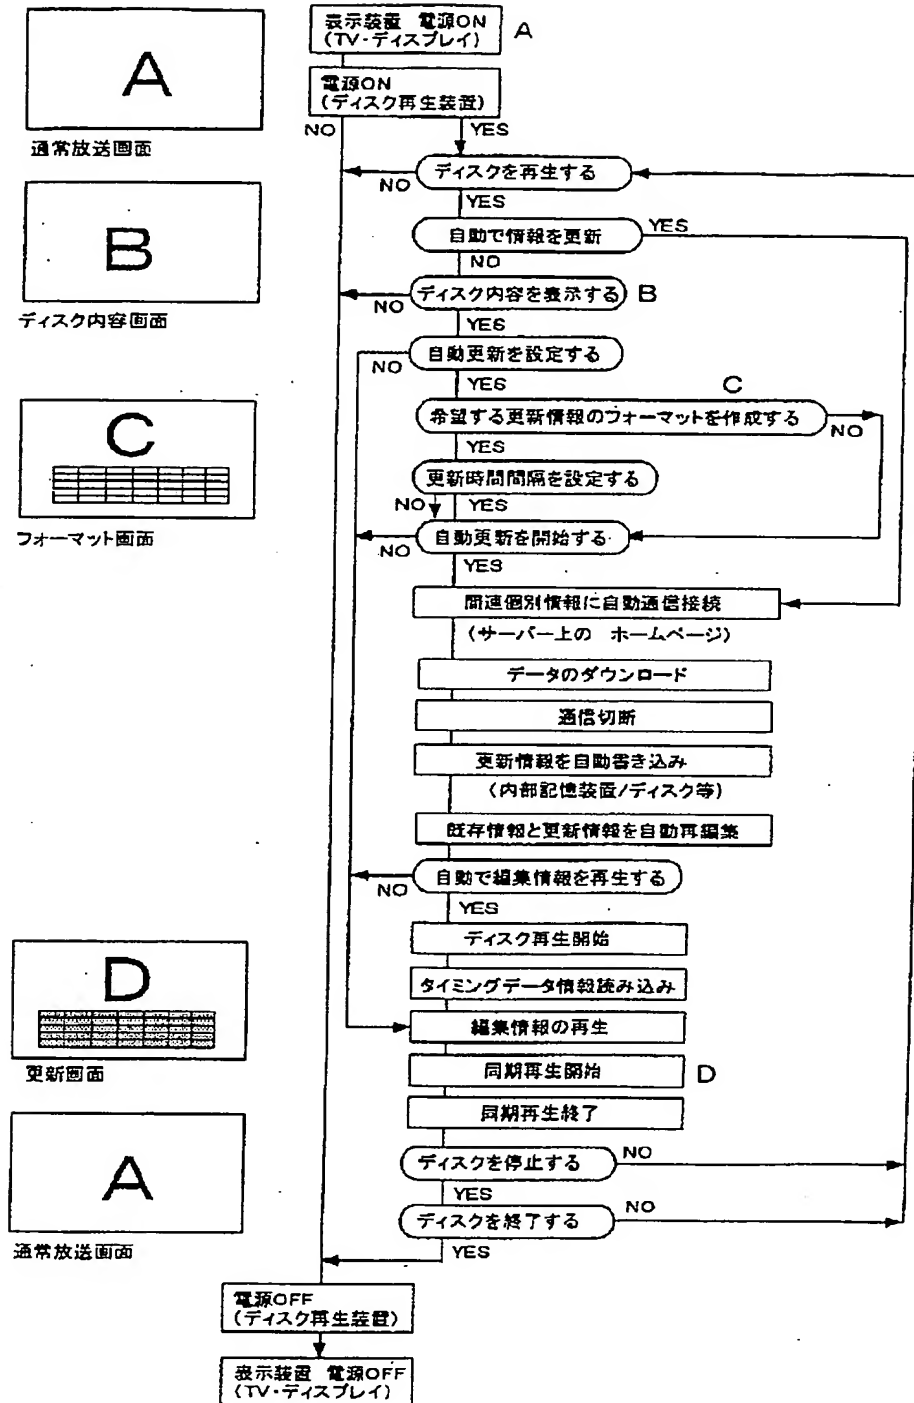 A
通常放送画面
B
ディスク内容画面
C
フォーマット画面
D
更新画面
A
通常放送画面
表示装置 電源ON
(TV・ディスプレイ)
A
電源ON
(ディスク再生装置)
NO
YES
ディスクを再生する
NO
YES
自動で情報を更新
YES
NO
ディスク内容を表示する
B
NO
YES
自動更新を設定する
NO
YES
C
希望する更新情報のフォーマットを作成する
NO
YES
更新時間間隔を設定する
NO
YES
自動更新を開始する
NO
YES
関連個別情報に自動通信接続
(サーバー上の ホームページ)
データのダウンロード
通信切断
更新情報を自動書き込み
(内部記憶装置/ディスク等)
既存情報と更新情報を自動再編集
自動で編集情報を再生する
NO
YES
ディスク再生開始
タイミングデータ情報読み込み
編集情報の再生
同期再生開始
D
同期再生終了
ディスクを停止する
NO
YES
ディスクを終了する
NO
YES
電源OFF
(ディスク再生装置)
表示装置 電源OFF
(TV・ディスプレイ)